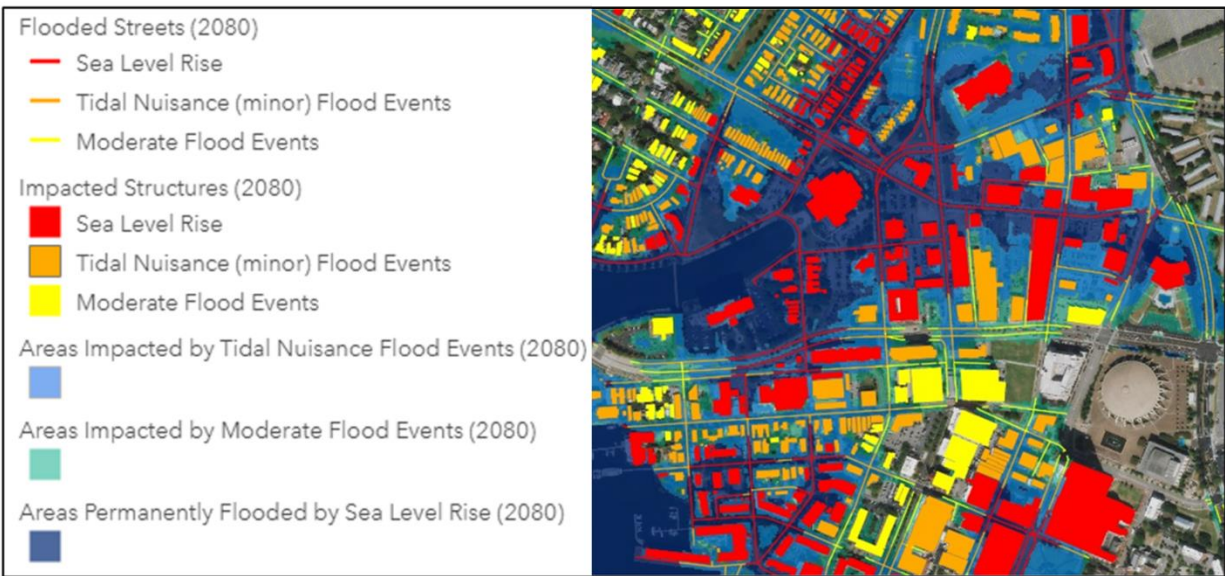 Flooded Streets (2080)
Sea Level Rise
Tidal Nuisance (minor) Flood Events
Moderate Flood Events
Impacted Structures (2080)
Sea Level Rise
Tidal Nuisance (minor) Flood Events
Moderate Flood Events
Areas Impacted by Tidal Nuisance Flood Events (2080)
Areas Impacted by Moderate Flood Events (2080)
Areas Permanently Flooded by Sea Level Rise (2080)